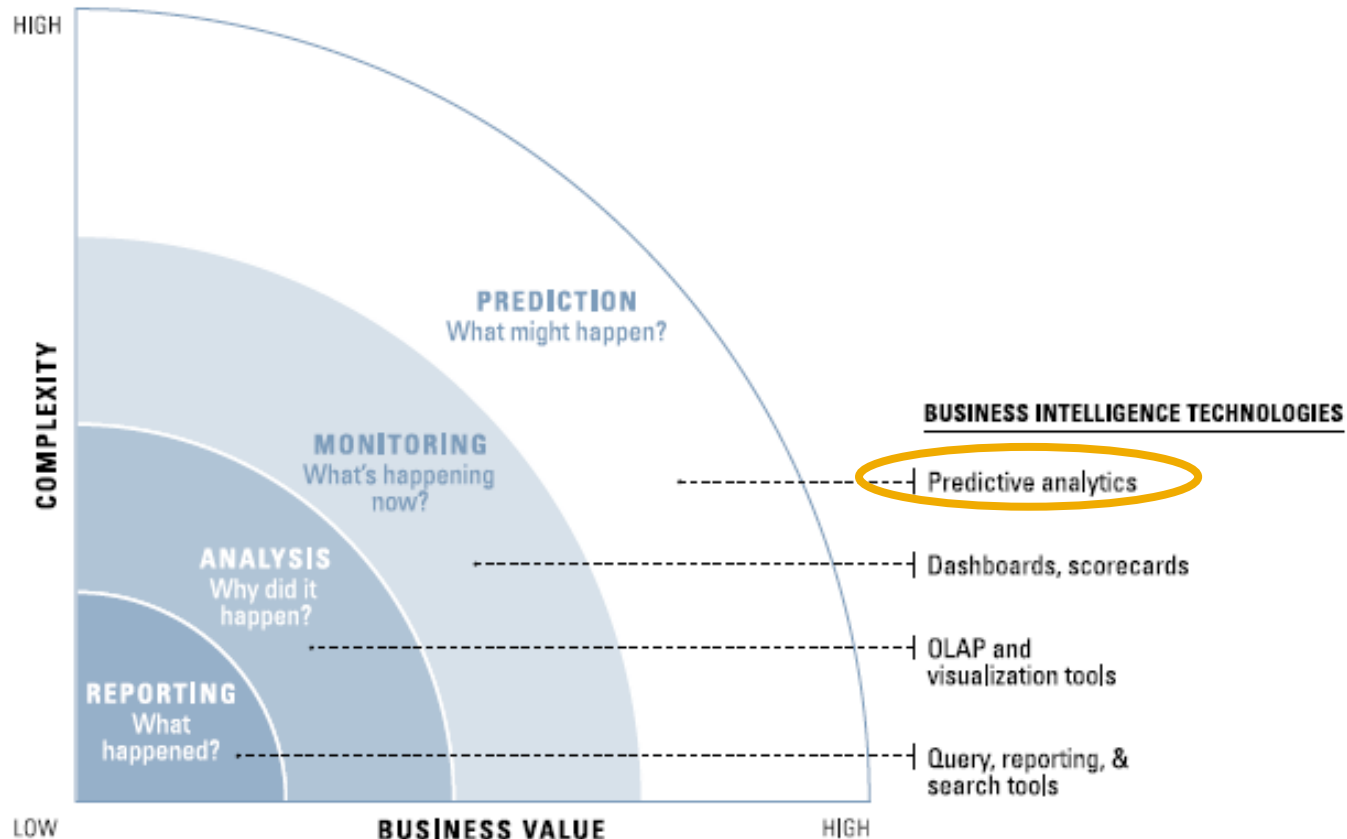 HIGH
PREDICTION
What might happen?
COMPLEXITY
BUSINESS INTELLIGENCE TECHNOLOGIES
MONITORING
What's happening
now?
Predictive analytics
ANALYSIS
Why did it
happen?
Dashboards, scorecards
OLAP and
visualization tools
REPORTING
What
happened?
Query, reporting, &
search tools
LOW
BUSINESS VALUE
HIGH